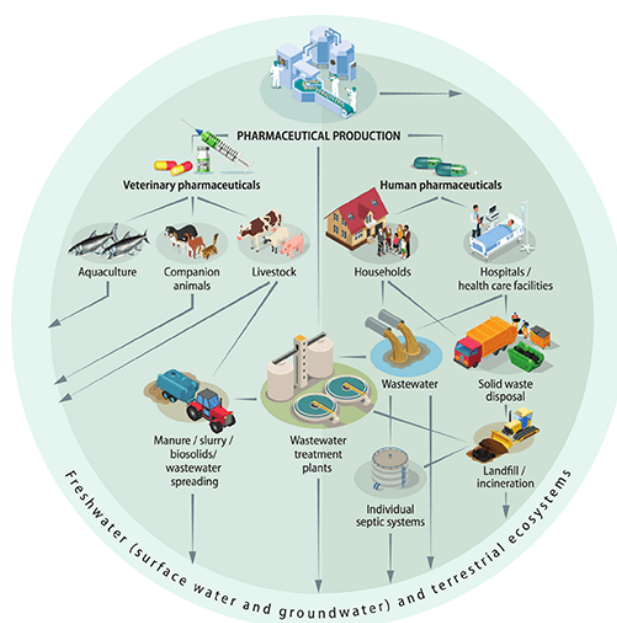 PHARMACEUTICAL PRODUCTION
Veterinary pharmaceuticals
Human pharmaceuticals
Aquaculture
Companion
animals
Livestock
Households
Hospitals /
health care facilities
Wastewater
Solid waste
disposal
Manure / slurry /
biosolids/
wastewater
spreading
Wastewater
treatment
plants
Individual
septic systems
Landfill /
incineration
Freshwater (surface water and groundwater) and terrestrial ecosystems